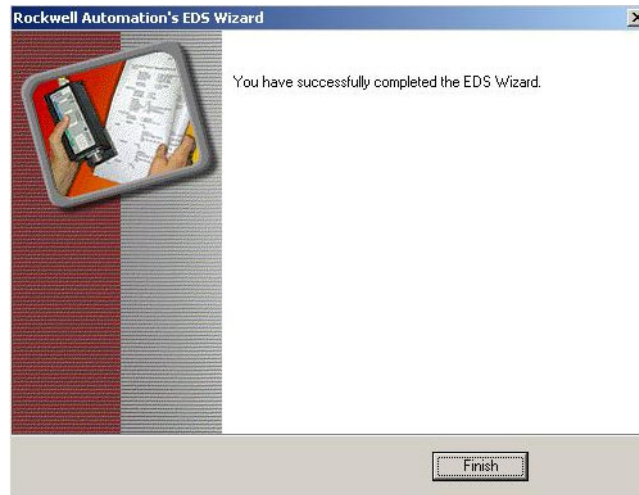 Rockwell Automation's EDS Wizard
You have successfully completed the EDS Wizard.
Finish